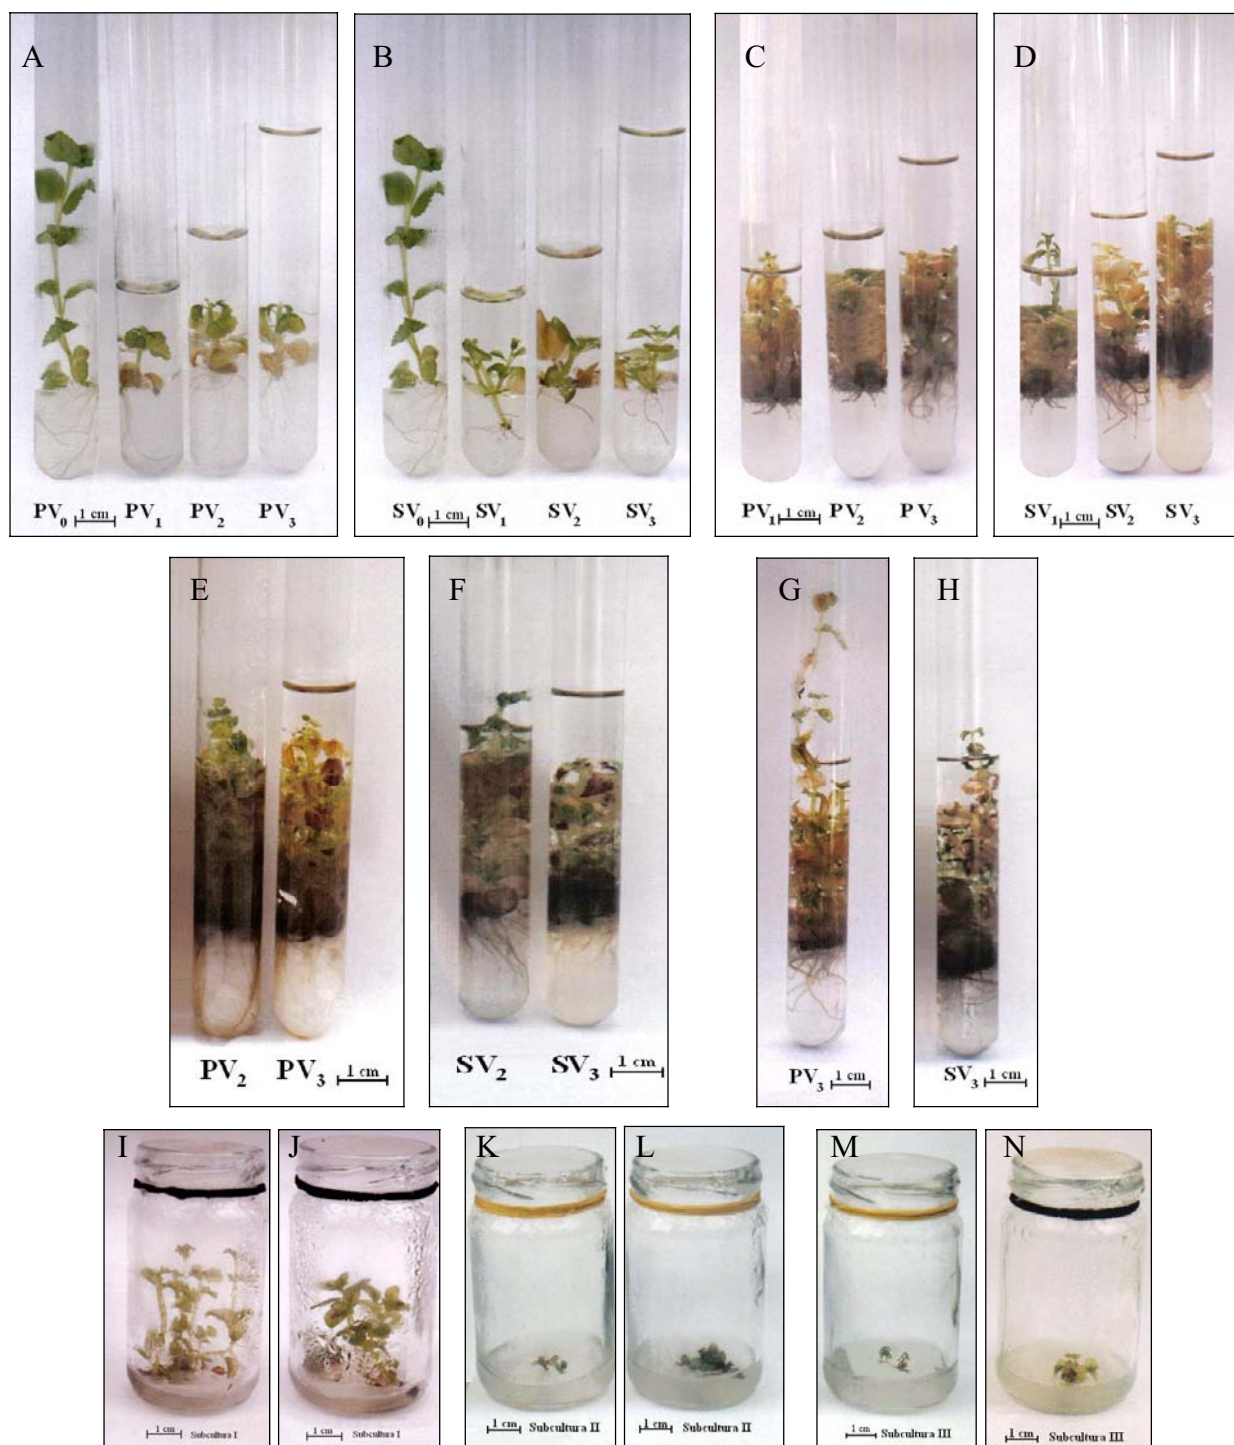 A B C D
PV0 1 cm PV1 PV2 PV3
SV0 1 cm SV1 SV2 SV3
PV1 1 cm PV2 PV3
SV1 1 cm SV2 SV3
E F G H
PV2 PV3 1 cm
SV2 SV3 1 cm
PV3 1 cm
SV3 1 cm
I J K L M N
1 cm Subcultura I
1 cm Subcultura I
1 cm Subcultura II
1 cm Subcultura II
1 cm Subcultura III
1 cm Subcultura III